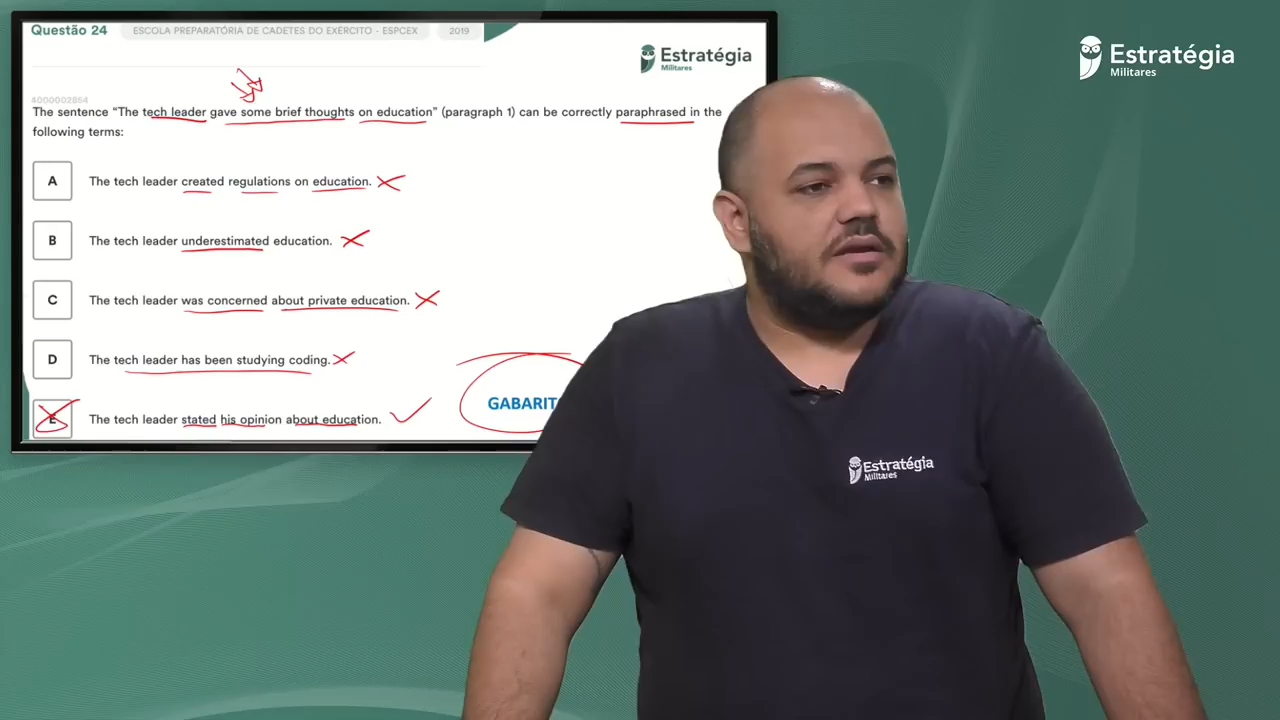 Questão 24
ESCOLA PREPARATÓRIA DE CADETES DO EXÉRCITO - ESPCEX
2019
Estratégia
Militares
4000002854
The sentence “The tech leader gave some brief thoughts on education” (paragraph 1) can be correctly paraphrased in the
following terms:
A
The tech leader created regulations on education.
B
The tech leader underestimated education.
C
The tech leader was concerned about private education.
D
The tech leader has been studying coding.
E
The tech leader stated his opinion about education.
Estratégia
Militares
Estratégia
Militares